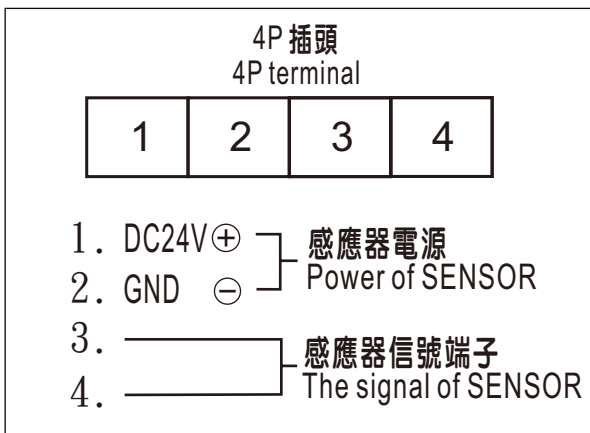 4P 插頭
4P terminal
1 2 3 4
1. DC24V⊕
2. GND ⊖
感應器電源
Power of SENSOR
3.
4.
感應器信號端子
The signal of SENSOR